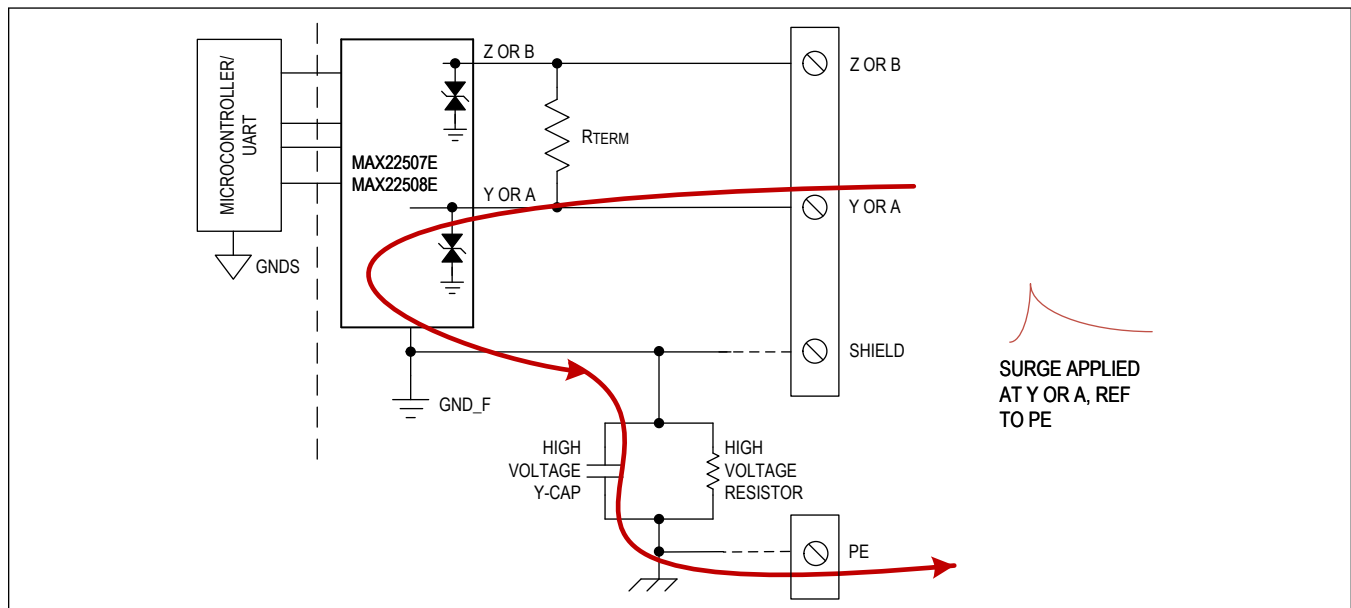 MICROCONTROLLER/
UART
GNDS
MAX22507E
MAX22508E
Z OR B
RTERM
Y OR A
GND_F
Z OR B
Y OR A
SHIELD
HIGH
VOLTAGE
Y-CAP
HIGH
VOLTAGE
RESISTOR
PE
SURGE APPLIED
AT Y OR A, REF
TO PE